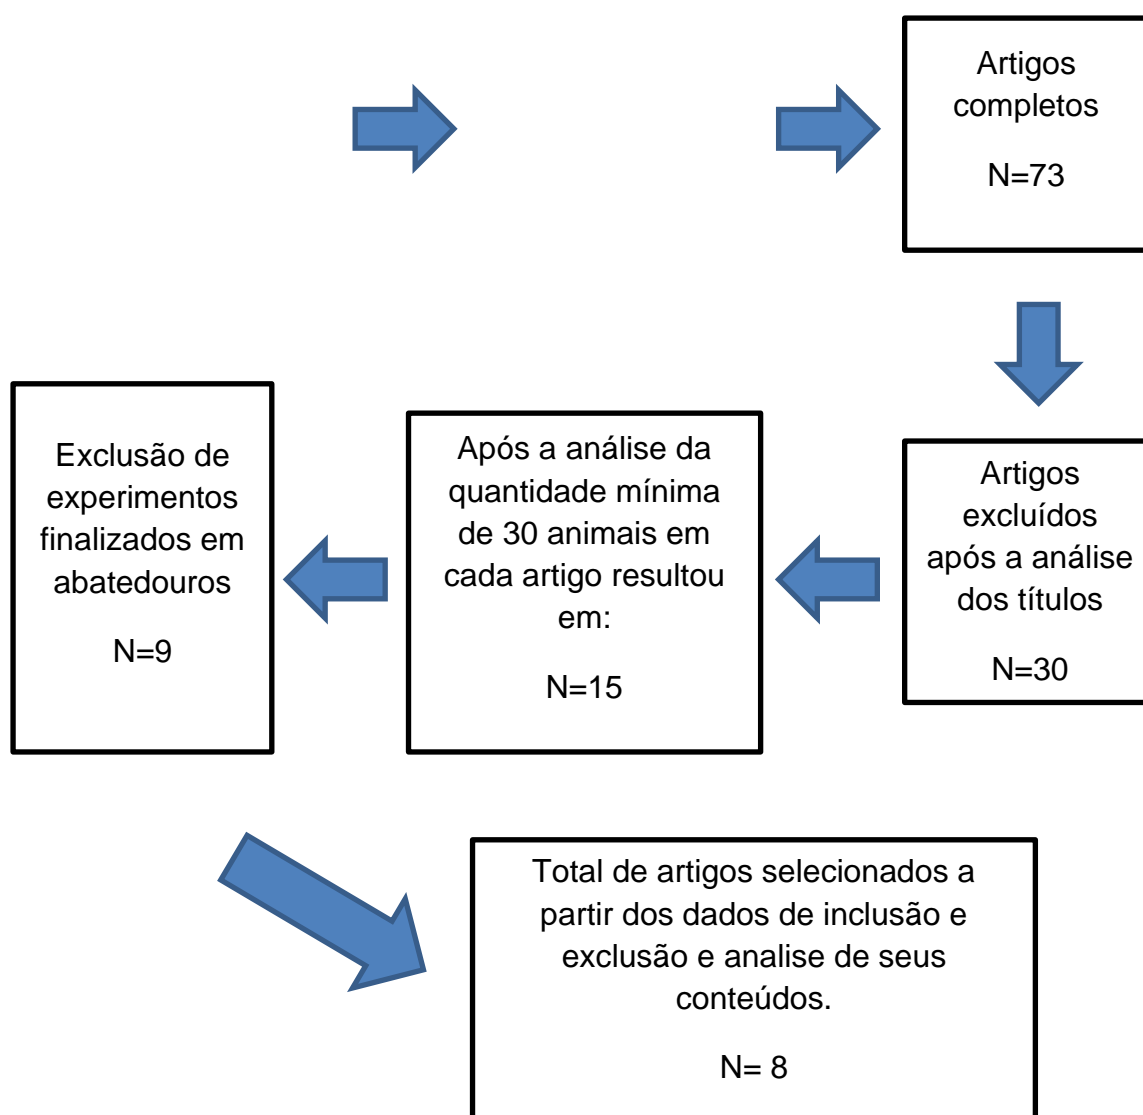 Artigos
completos
N=73
Artigos
excluídos
após a análise
dos títulos
N=30
Após a análise da
quantidade mínima
de 30 animais em
cada artigo resultou
em:
N=15
Exclusão de
experimentos
finalizados em
abatedouros
N=9
Total de artigos selecionados a
partir dos dados de inclusão e
exclusão e analise de seus
conteúdos.
N= 8